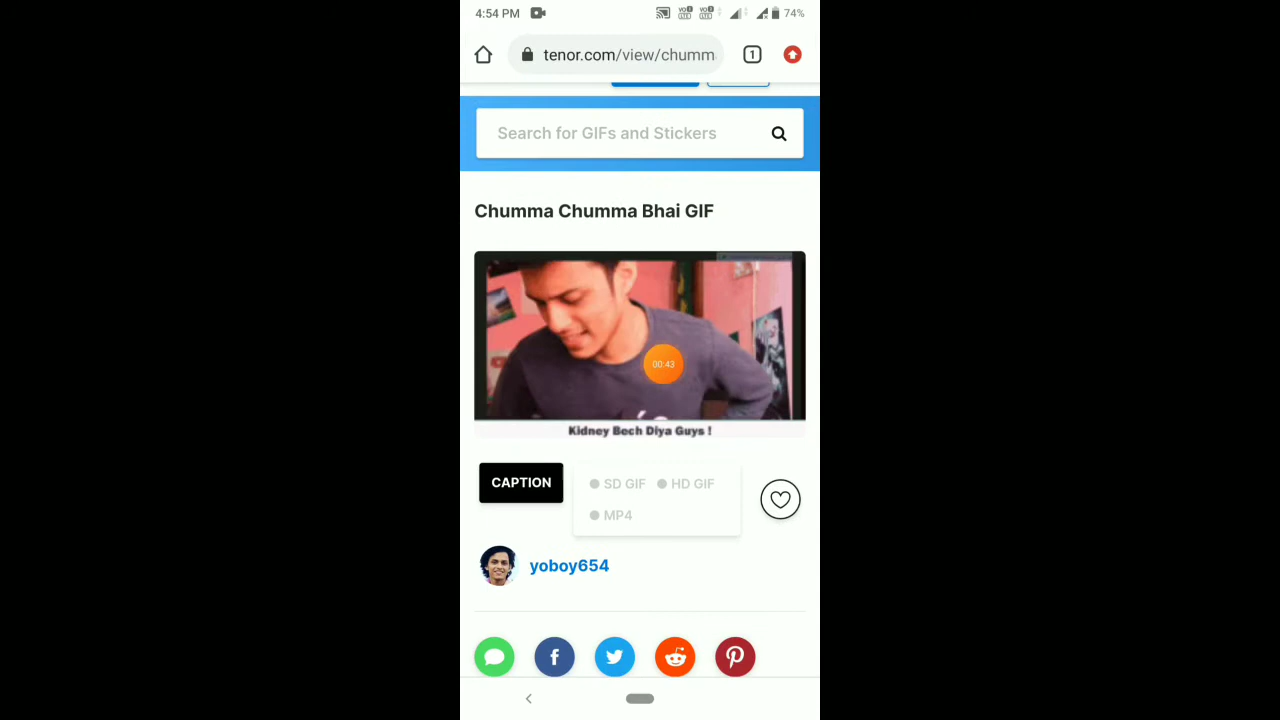 4:54 PM
74%
tenor.com/view/chumm
1
Search for GIFs and Stickers
Chumma Chumma Bhai GIF
00:43
Kidney Bech Diya Guys !
CAPTION
SD GIF HD GIF
MP4
yoboy654